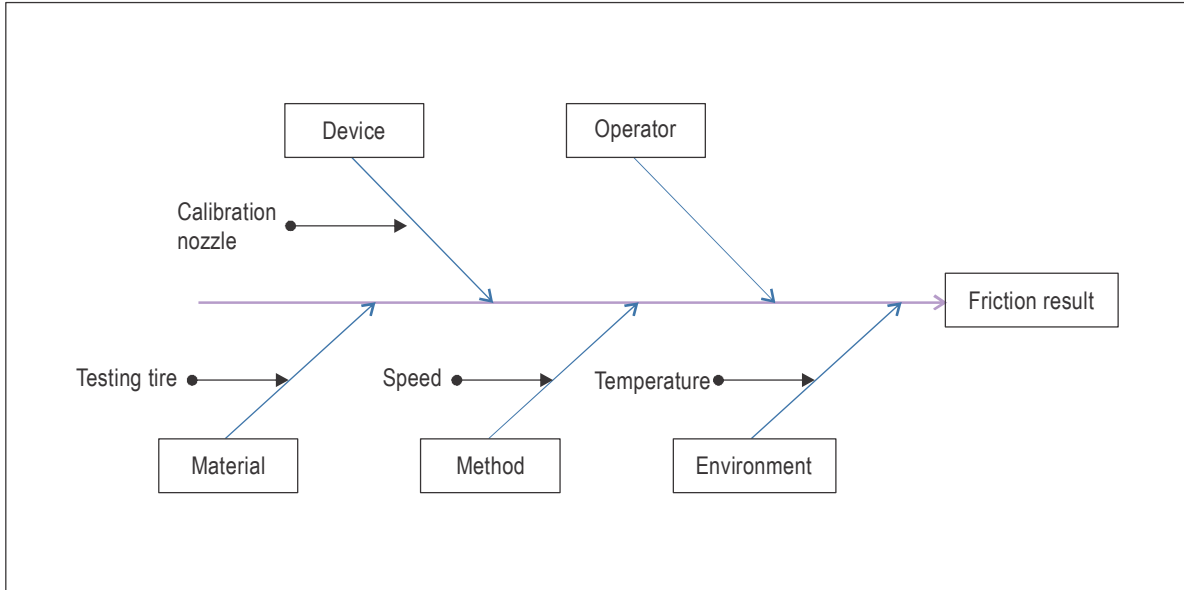 Device
Operator
Calibration
nozzle
Friction result
Testing tire
Speed
Temperature
Material
Method
Environment